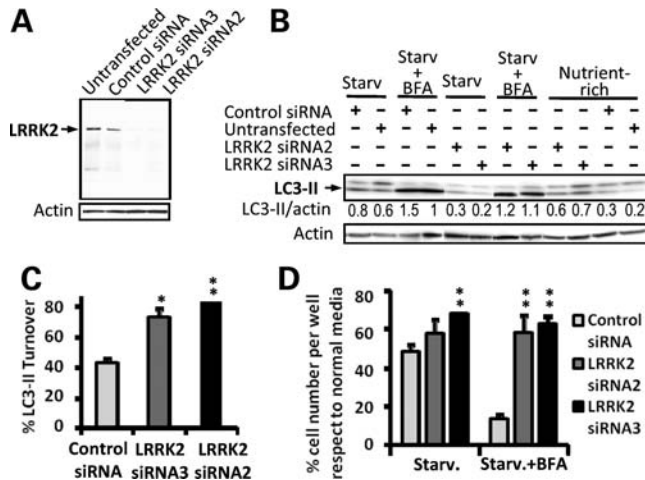 A
Untransfected
Control siRNA
LRRK2 siRNA3
LRRK2 siRNA2
LRRK2
Actin
B
Starv
Starv
+
BFA
Starv
Starv
+
BFA
Nutrient-
rich
Control siRNA + – + – – – – – – – + –
Untransfected – + – + – – – – – – – +
LRRK2 siRNA2 – – – – + – + – + – – –
LRRK2 siRNA3 – – – – – + – + – + – –
LC3-II
LC3-II/actin 0.8 0.6 1.5 1 0.3 0.2 1.2 1.1 0.6 0.7 0.3 0.2
Actin
C
% LC3-II Turnover
80
60
40
20
0
*
**
Control
siRNA
LRRK2
siRNA3
LRRK2
siRNA2
D
% cell number per well
respect to normal media
80
60
40
20
0
**
**
**
Starv.
Starv.+BFA
Control
siRNA
LRRK2
siRNA2
LRRK2
siRNA3